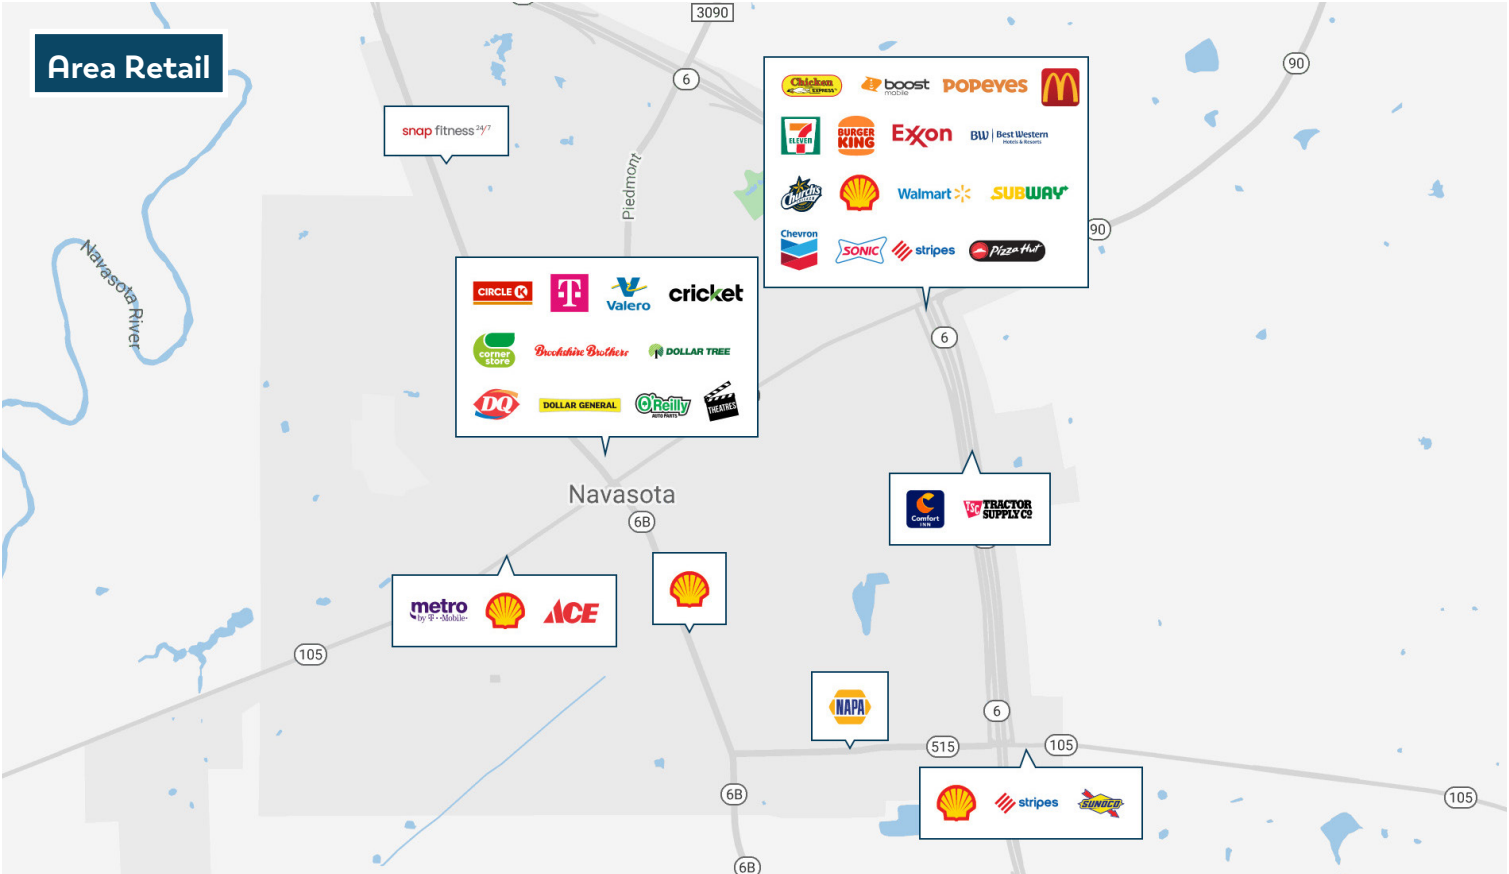 3090
Area Retail
6
90
Chicken EXPRESS
boost mobile
POPEYES
7 ELEVEN
BURGER KING
Exxon
BW Best Western Hotels & Resorts
snap fitness 24/7
Piedmont
Church's
Walmart
SUBWAY
90
Chevron
SONIC
stripes
Pizza Hut
Navasota River
CIRCLE K
T
Valero
cricket
6
corner store
Brookshire Brothers
DOLLAR TREE
DQ
DOLLAR GENERAL
O'Reilly AUTO PARTS
THEATRES
Navasota
6B
Comfort INN
TSC TRACTOR SUPPLY CO
metro by T-Mobile
ACE
105
NAPA
6
515
105
6B
stripes
SUNOCO
105
6B